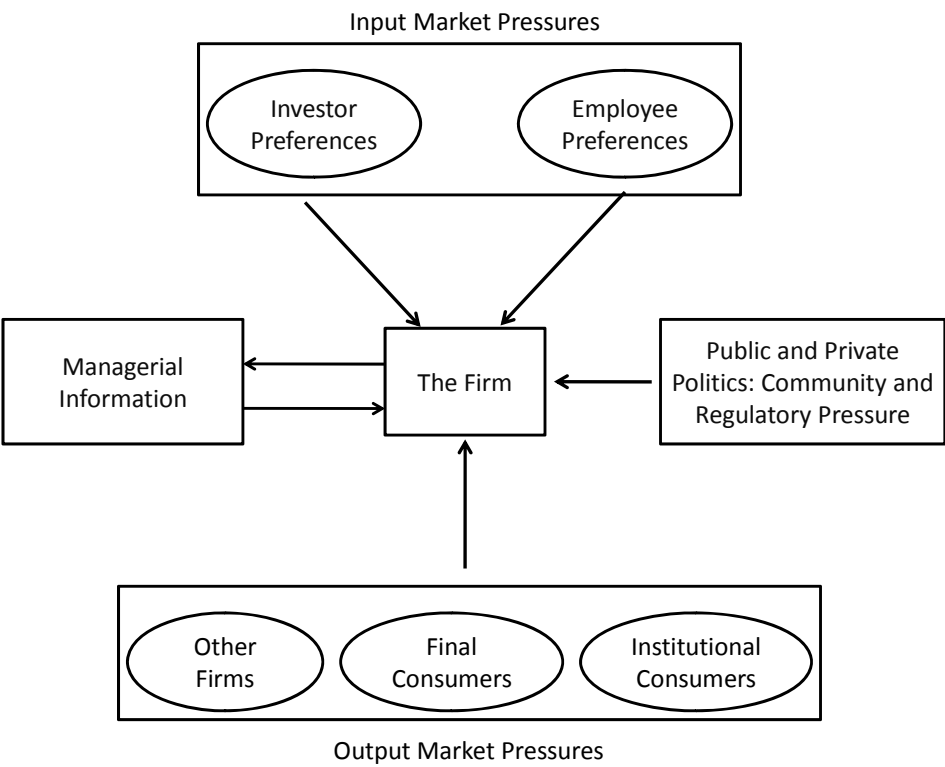 Input Market Pressures
Investor
Preferences
Employee
Preferences
Managerial
Information
The Firm
Public and Private
Politics: Community and
Regulatory Pressure
Other
Firms
Final
Consumers
Institutional
Consumers
Output Market Pressures